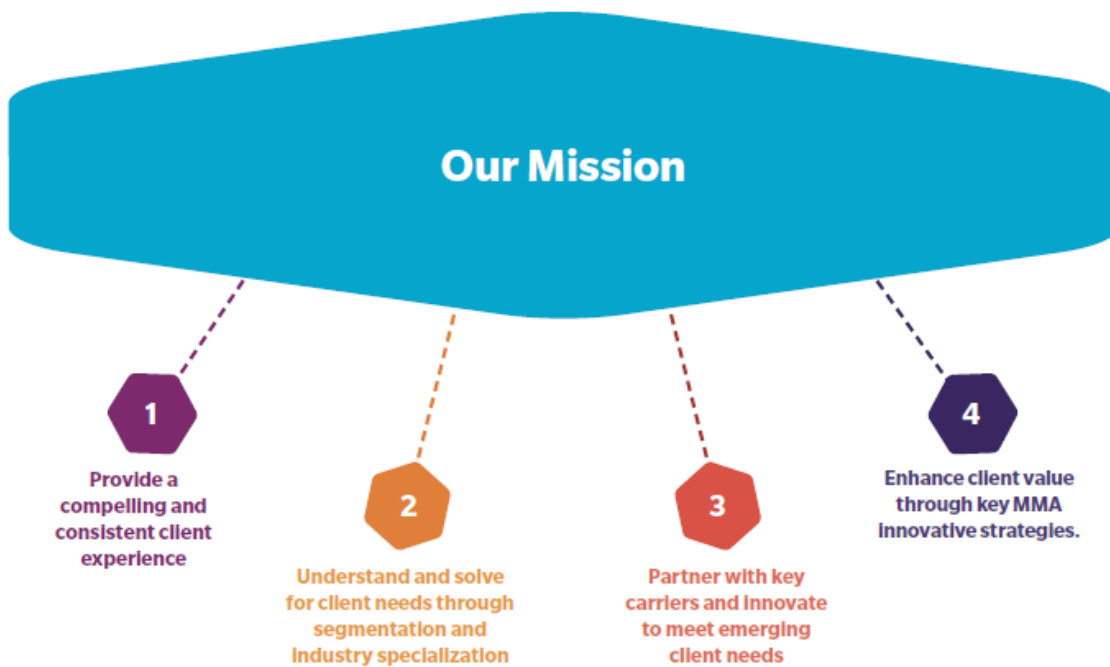 Our Mission
1
Provide a
compelling and
consistent client
experience
2
Understand and solve
for client needs through
segmentation and
industry specialization
3
Partner with key
carriers and innovate
to meet emerging
client needs
4
Enhance client value
through key MMA
innovative strategies.